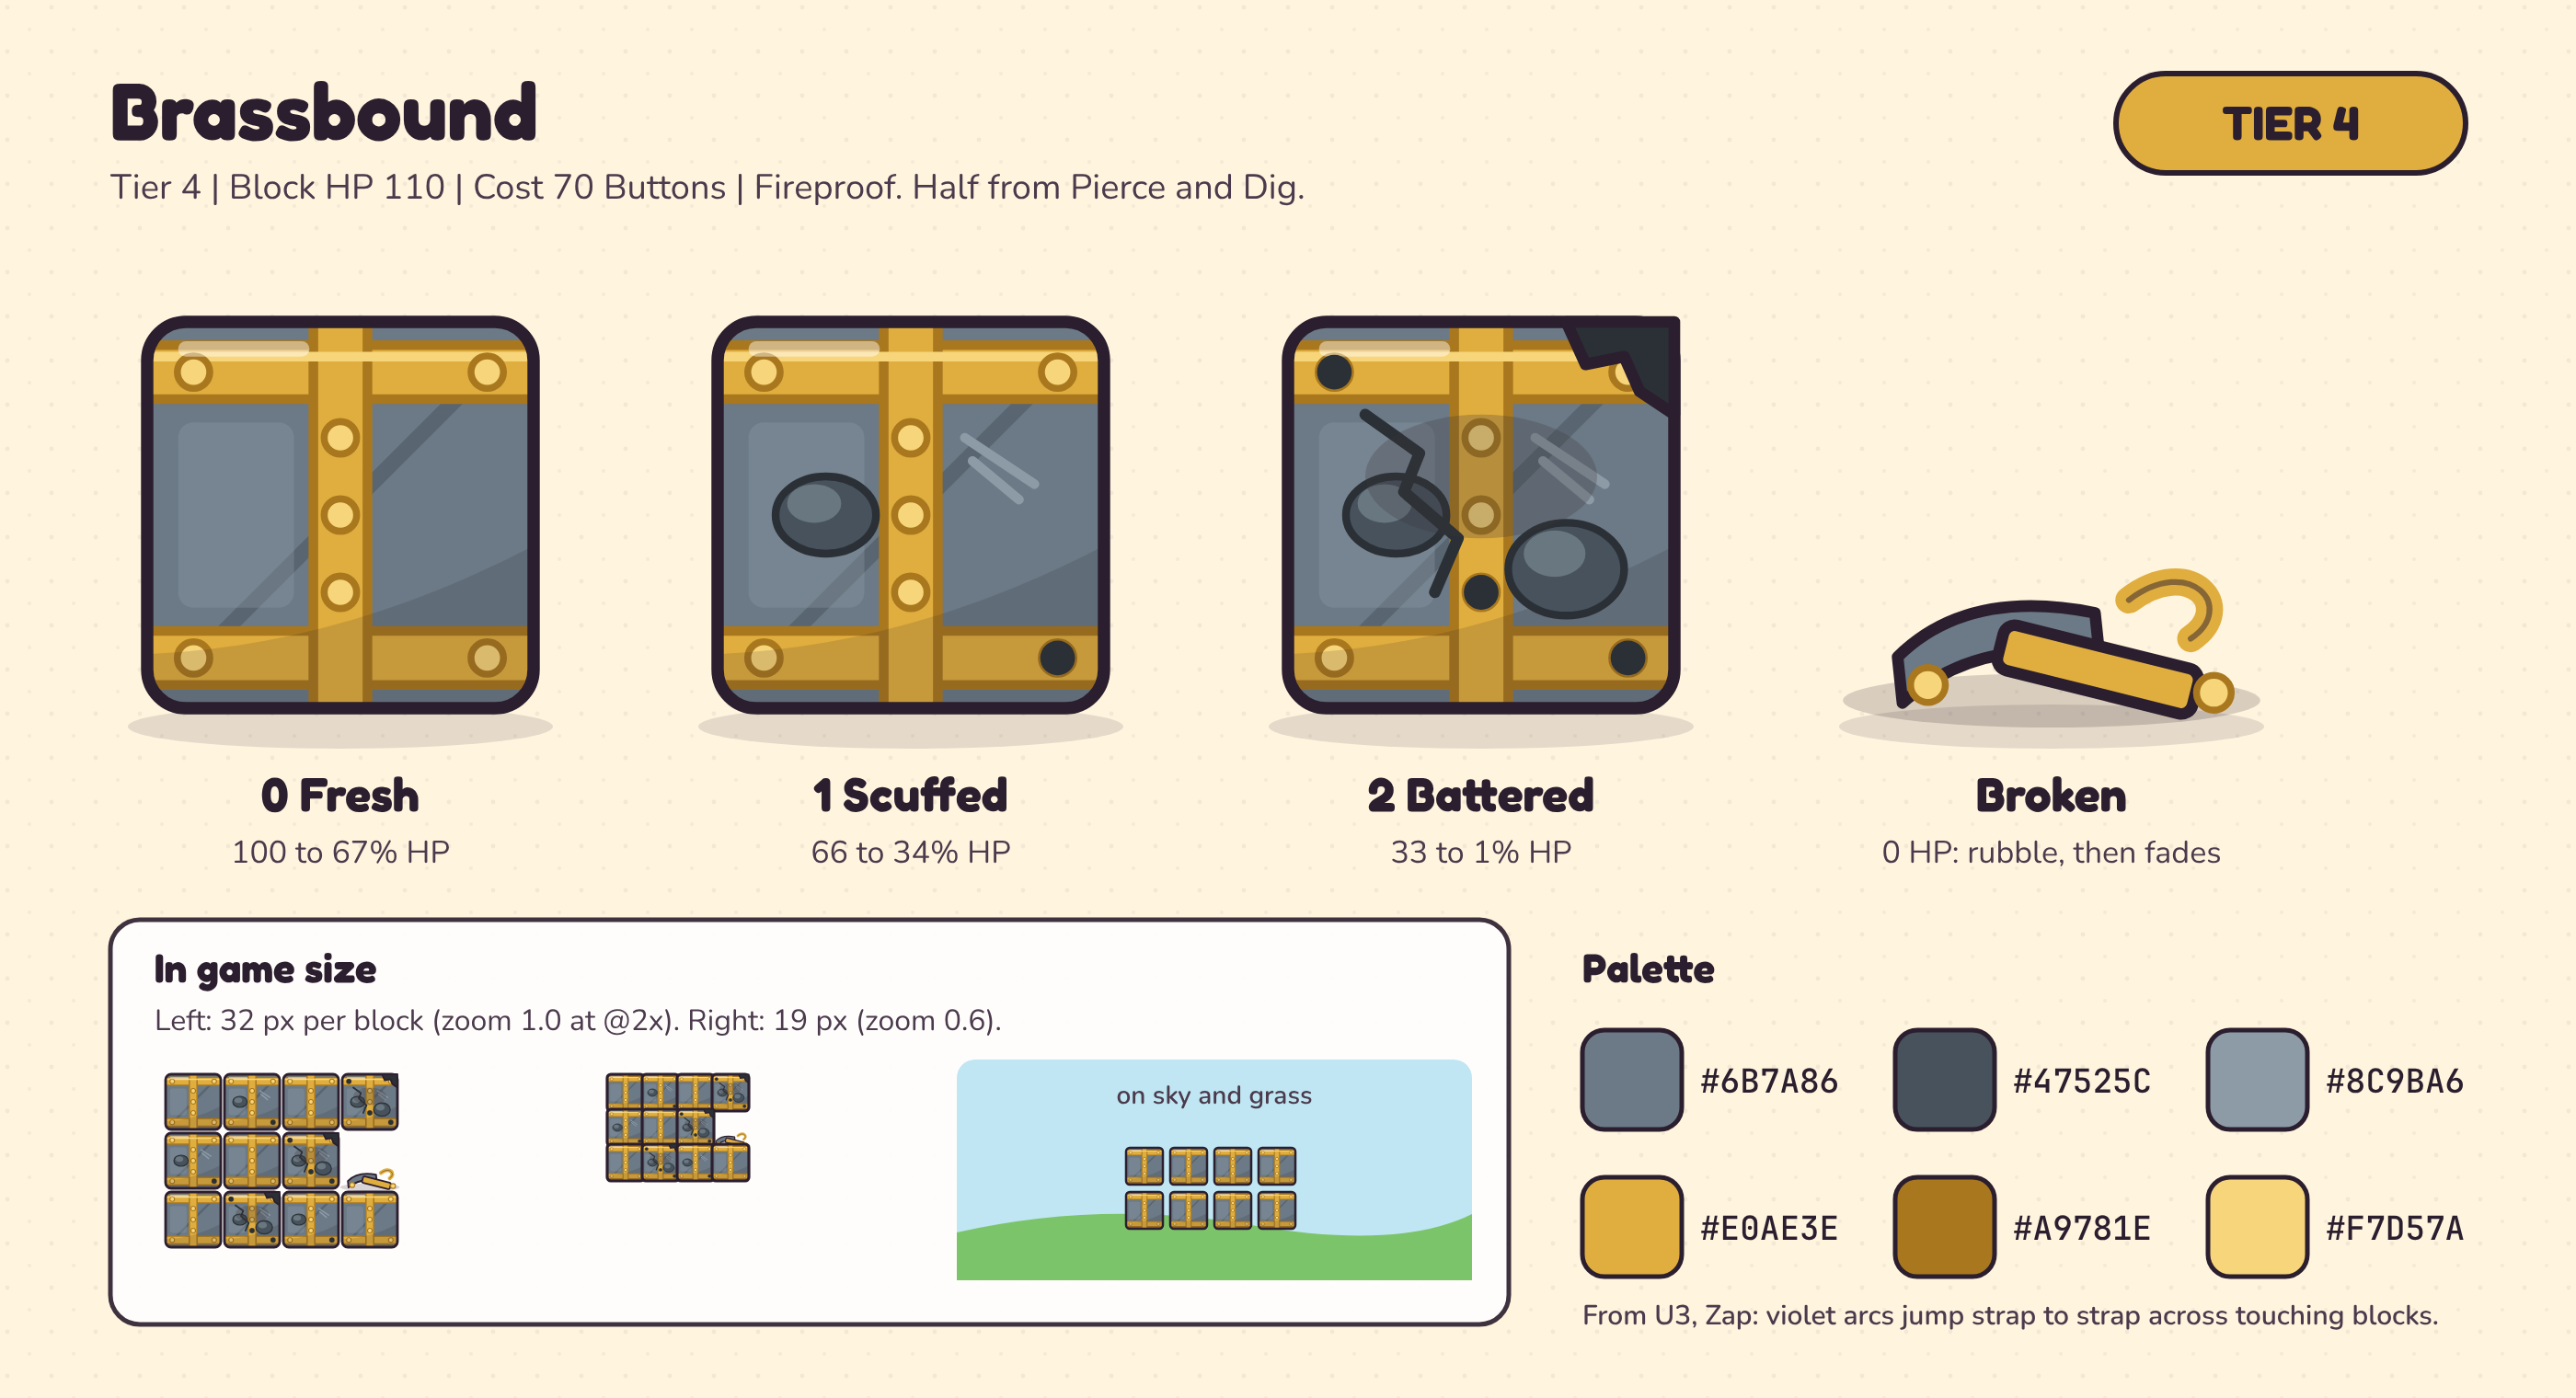 Brassbound
TIER 4
Tier 4 | Block HP 110 | Cost 70 Buttons | Fireproof. Half from Pierce and Dig.
0 Fresh
100 to 67% HP
1 Scuffed
66 to 34% HP
2 Battered
33 to 1% HP
Broken
0 HP: rubble, then fades
In game size
Left: 32 px per block (zoom 1.0 at @2x). Right: 19 px (zoom 0.6).
on sky and grass
Palette
#6B7A86
#47525C
#8C9BA6
#E0AE3E
#A9781E
#F7D57A
From U3, Zap: violet arcs jump strap to strap across touching blocks.